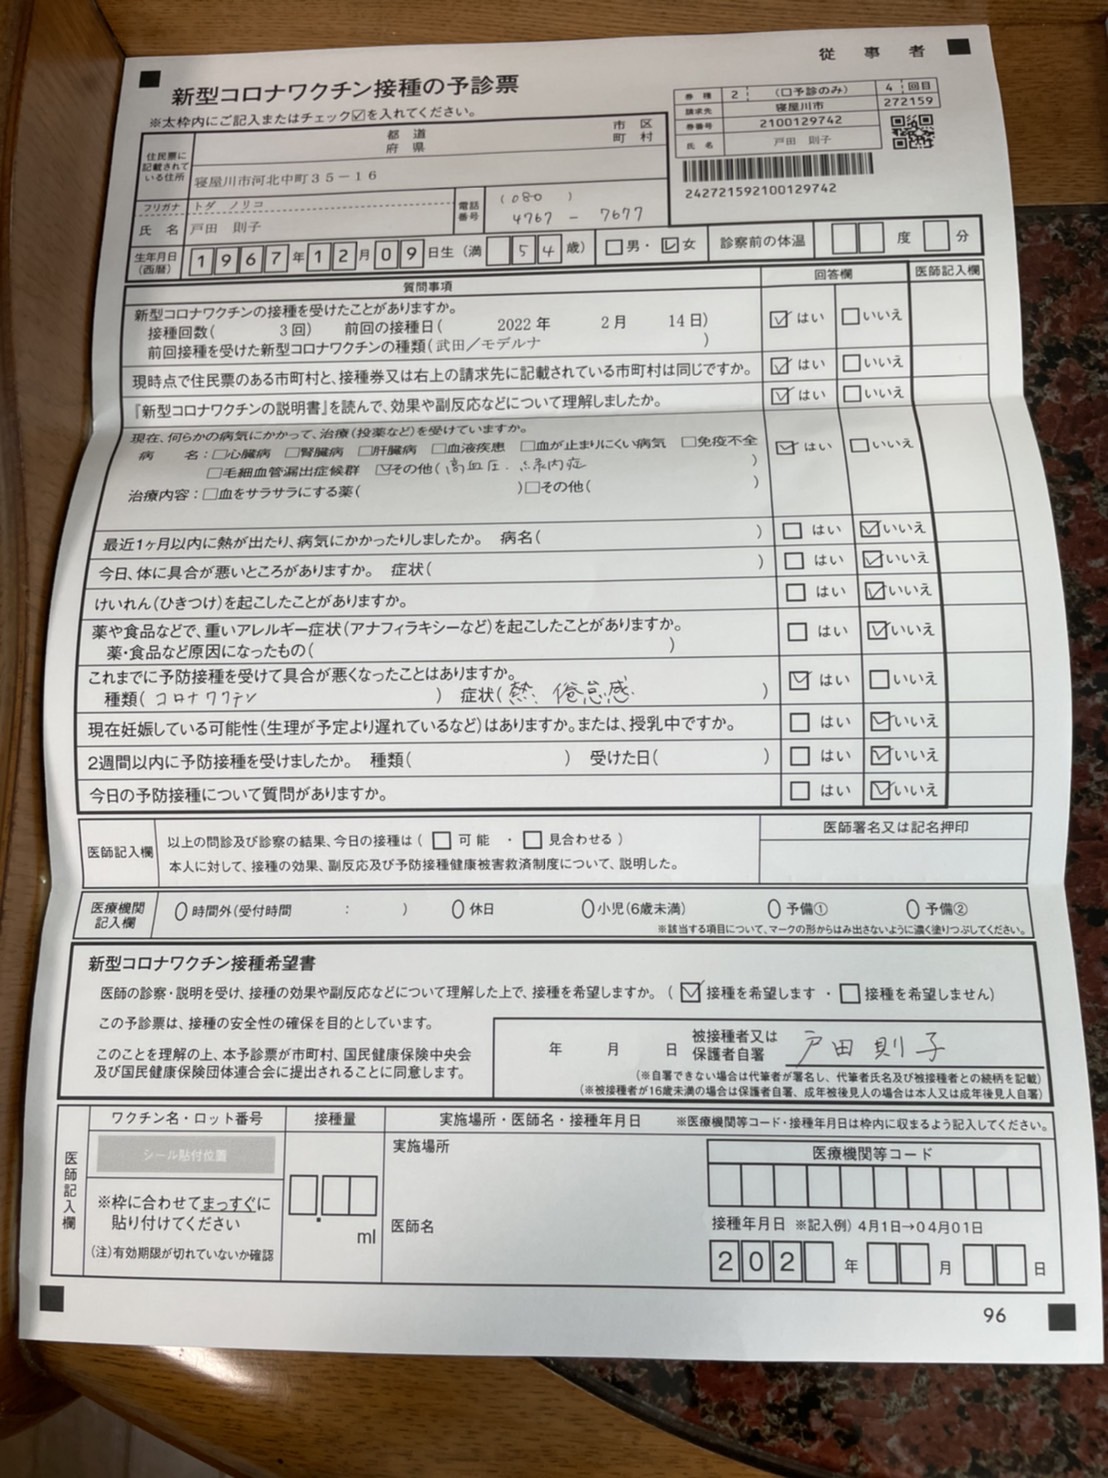 従 事 者
新型コロナワクチン接種の予診票
※太枠内にご記入またはチェック☑を入れてください。
券種 2 (口予診のみ) 4 回目
請求先 寝屋川市 272159
券番号 2100129742
氏名 戸田 則子
242721592100129742
住民票に記載されている住所 都道府県 市区町村
寝屋川市河北中町35-16
フリガナ トダ ノリコ
氏名 戸田 則子
電話番号 (080) 4767 - 7677
生年月日(西暦) 1967年12月09日生 (満 54歳) □男・☑女 診察前の体温 度 分
質問事項 回答欄 医師記入欄
新型コロナワクチンの接種を受けたことがありますか。
接種回数( 3回) 前回の接種日( 2022年 2月 14日)
前回接種を受けた新型コロナワクチンの種類(武田/モデルナ )
☑はい □いいえ
現時点で住民票のある市町村と、接種券又は右上の請求先に記載されている市町村は同じですか。 ☑はい □いいえ
『新型コロナワクチンの説明書』を読んで、効果や副反応などについて理解しましたか。 ☑はい □いいえ
現在、何らかの病気にかかって、治療(投薬など)を受けていますか。
病 名:□心臓病 □腎臓病 □肝臓病 □血液疾患 □血が止まりにくい病気 □免疫不全
□毛細血管漏出症候群 ☑その他(高血圧. 緑内症 )
治療内容:□血をサラサラにする薬( )□その他( )
☑はい □いいえ
最近1ヶ月以内に熱が出たり、病気にかかったりしましたか。 病名( ) □はい ☑いいえ
今日、体に具合が悪いところがありますか。 症状( ) □はい ☑いいえ
けいれん(ひきつけ)を起こしたことがありますか。 □はい ☑いいえ
薬や食品などで、重いアレルギー症状(アナフィラキシーなど)を起こしたことがありますか。
薬・食品など原因になったもの( )
□はい ☑いいえ
これまでに予防接種を受けて具合が悪くなったことはありますか。
種類( コロナワクチン ) 症状( 熱、倦怠感. )
☑はい □いいえ
現在妊娠している可能性(生理が予定より遅れているなど)はありますか。または、授乳中ですか。 □はい ☑いいえ
2週間以内に予防接種を受けましたか。 種類( ) 受けた日( ) □はい ☑いいえ
今日の予防接種について質問がありますか。 □はい ☑いいえ
医師記入欄
以上の問診及び診察の結果、今日の接種は( □可能 ・ □見合わせる )
本人に対して、接種の効果、副反応及び予防接種健康被害救済制度について、説明した。
医師署名又は記名押印
医療機関記入欄 ○時間外(受付時間 : ) ○休日 ○小児(6歳未満) ○予備① ○予備②
※該当する項目について、マークの形からはみ出さないように濃く塗りつぶしてください。
新型コロナワクチン接種希望書
医師の診察・説明を受け、接種の効果や副反応などについて理解した上で、接種を希望しますか。( ☑接種を希望します ・ □接種を希望しません)
この予診票は、接種の安全性の確保を目的としています。
このことを理解の上、本予診票が市町村、国民健康保険中央会
及び国民健康保険団体連合会に提出されることに同意します。
年 月 日 被接種者又は保護者自署 戸田 則子
(※自署できない場合は代筆者が署名し、代筆者氏名及び被接種者との続柄を記載)
(※被接種者が16歳未満の場合は保護者自署、成年被後見人の場合は本人又は成年後見人自署)
医師記入欄
ワクチン名・ロット番号 接種量 実施場所・医師名・接種年月日 ※医療機関等コード・接種年月日は枠内に収まるよう記入してください。
シール貼付位置
※枠に合わせてまっすぐに
貼り付けてください
(注)有効期限が切れていないか確認
. ml
実施場所
医師名
医療機関等コード
接種年月日 ※記入例) 4月1日→04月01日
202 年 月 日
96